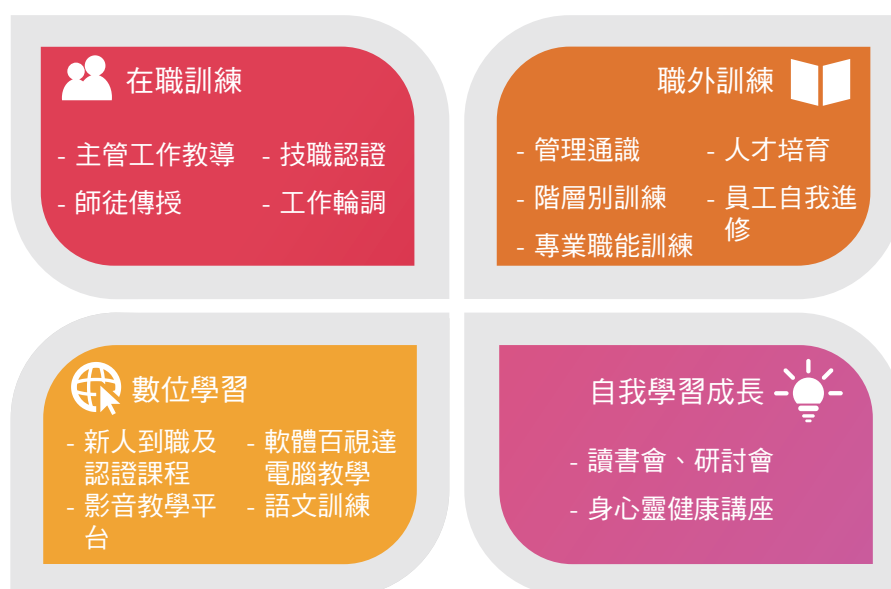 在職訓練
- 主管工作教導
- 師徒傳授
- 技職認證
- 工作輪調
職外訓練
- 管理通識
- 階層別訓練
- 專業職能訓練
- 人才培育
- 員工自我進
修
數位學習
- 新人到職及
認證課程
- 影音教學平
台
- 軟體百視達
電腦教學
- 語文訓練
自我學習成長
- 讀書會、研討會
- 身心靈健康講座